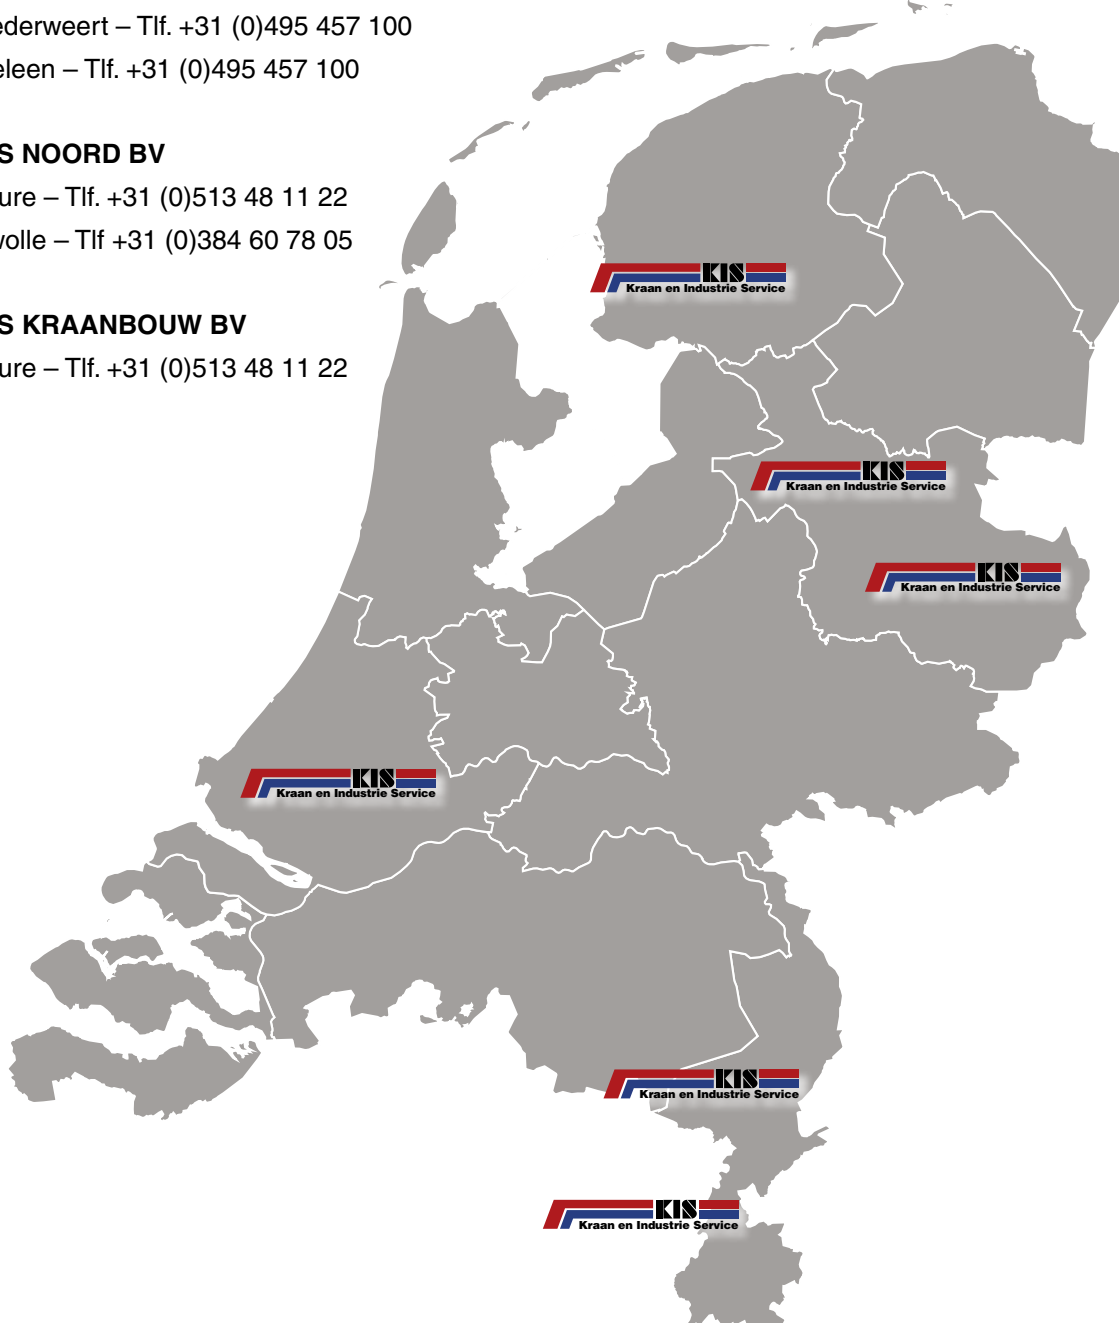 ederweert – Tlf. +31 (0)495 457 100
eleen – Tlf. +31 (0)495 457 100
S NOORD BV
ure – Tlf. +31 (0)513 48 11 22
wolle – Tlf +31 (0)384 60 78 05
S KRAANBOUW BV
ure – Tlf. +31 (0)513 48 11 22
KIS
Kraan en Industrie Service
KIS
Kraan en Industrie Service
KIS
Kraan en Industrie Service
KIS
Kraan en Industrie Service
KIS
Kraan en Industrie Service
KIS
Kraan en Industrie Service